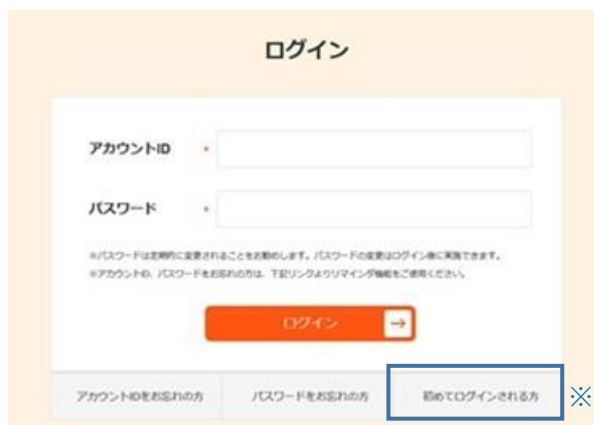 ログイン
アカウントID *
パスワード *
※パスワードは定期的に変更されることをお勧めします。パスワードの変更はログイン後に実施できます。
※アカウントID、パスワードをお忘れの方は、下記リンクよりリマインダ機能をご使用ください。
ログイン →
アカウントIDをお忘れの方 パスワードをお忘れの方 初めてログインされる方 ※